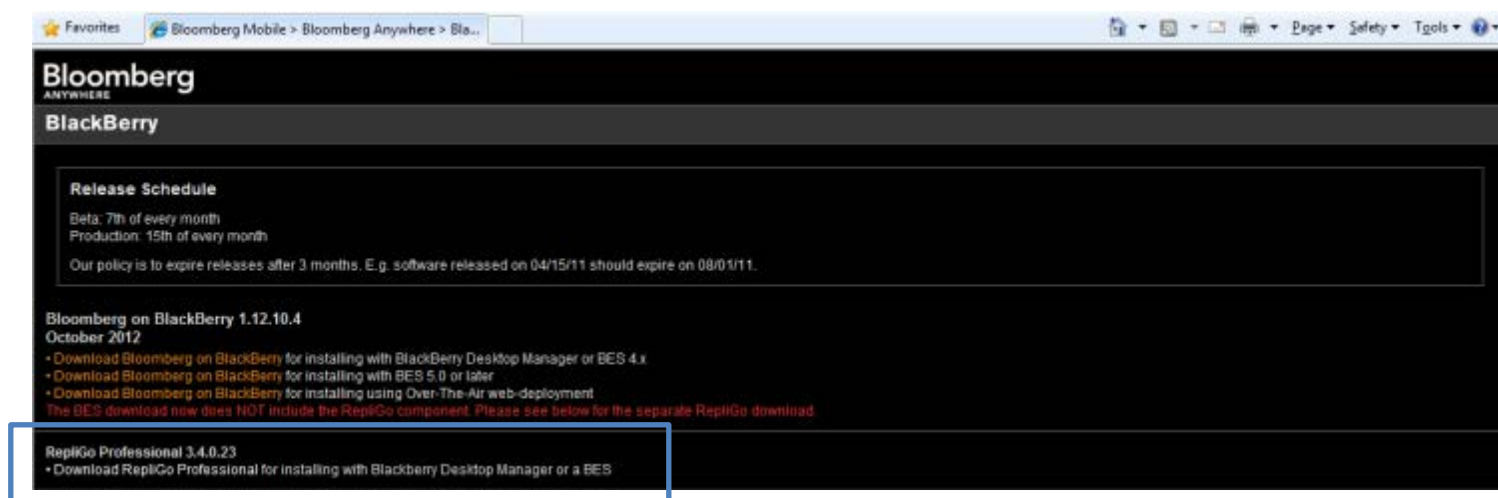 Favorites
Bloomberg Mobile > Bloomberg Anywhere > Bla...
Page
Safety
Tools
Bloomberg
ANYWHERE
BlackBerry
Release Schedule
Beta: 7th of every month
Production: 15th of every month
Our policy is to expire releases after 3 months. E.g. software released on 04/15/11 should expire on 08/01/11.
Bloomberg on BlackBerry 1.12.10.4
October 2012
• Download Bloomberg on BlackBerry for installing with BlackBerry Desktop Manager or BES 4.x
• Download Bloomberg on BlackBerry for installing with BES 5.0 or later
• Download Bloomberg on BlackBerry for installing using Over-The-Air web-deployment
The BES download now does NOT include the RepliGo component. Please see below for the separate RepliGo download.
RepliGo Professional 3.4.0.23
• Download RepliGo Professional for installing with Blackberry Desktop Manager or a BES